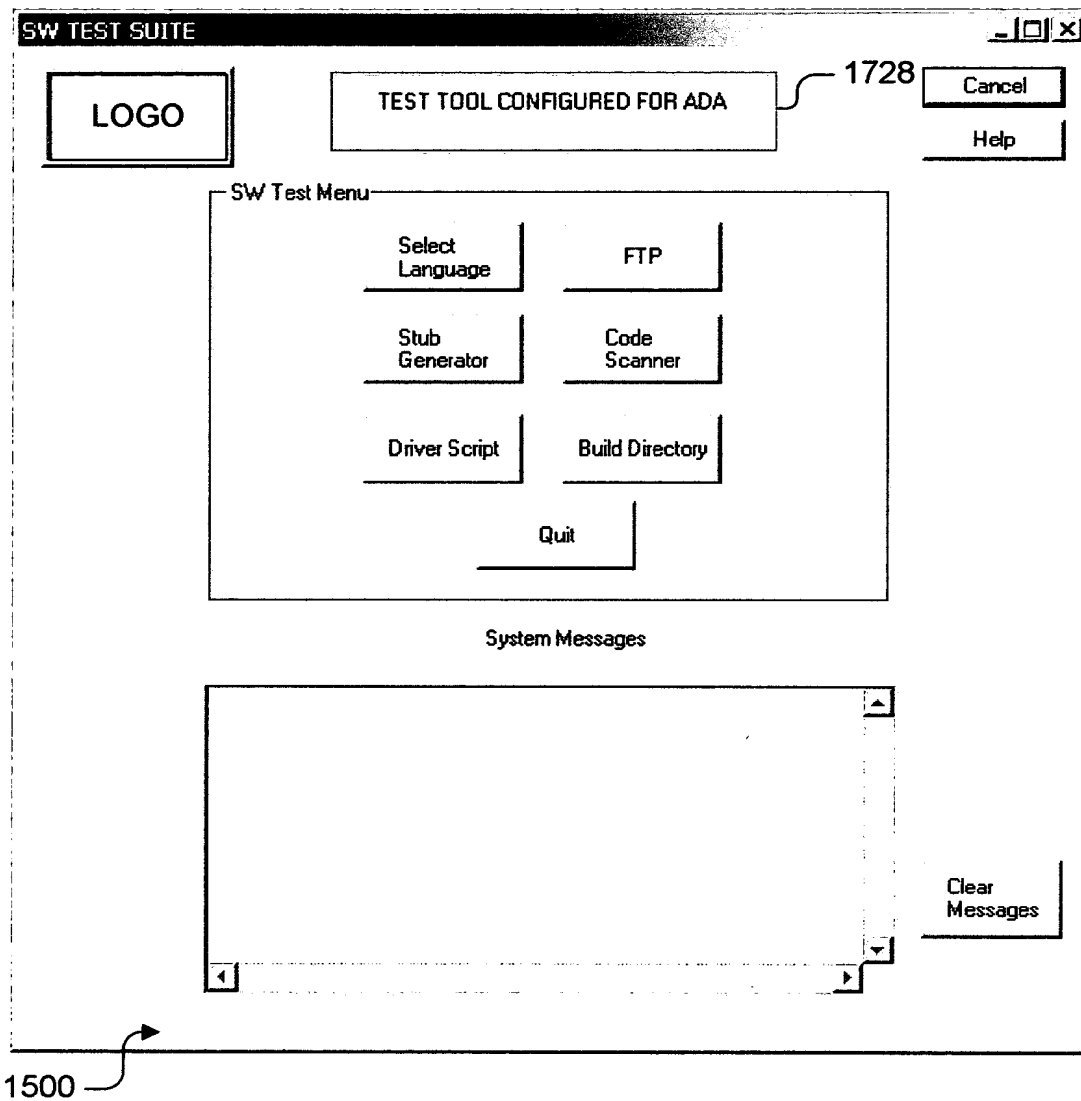 SW TEST SUITE
LOGO
TEST TOOL CONFIGURED FOR ADA
1728
Cancel
Help
SW Test Menu
Select
Language
FTP
Stub
Generator
Code
Scanner
Driver Script
Build Directory
Quit
System Messages
Clear
Messages
1500